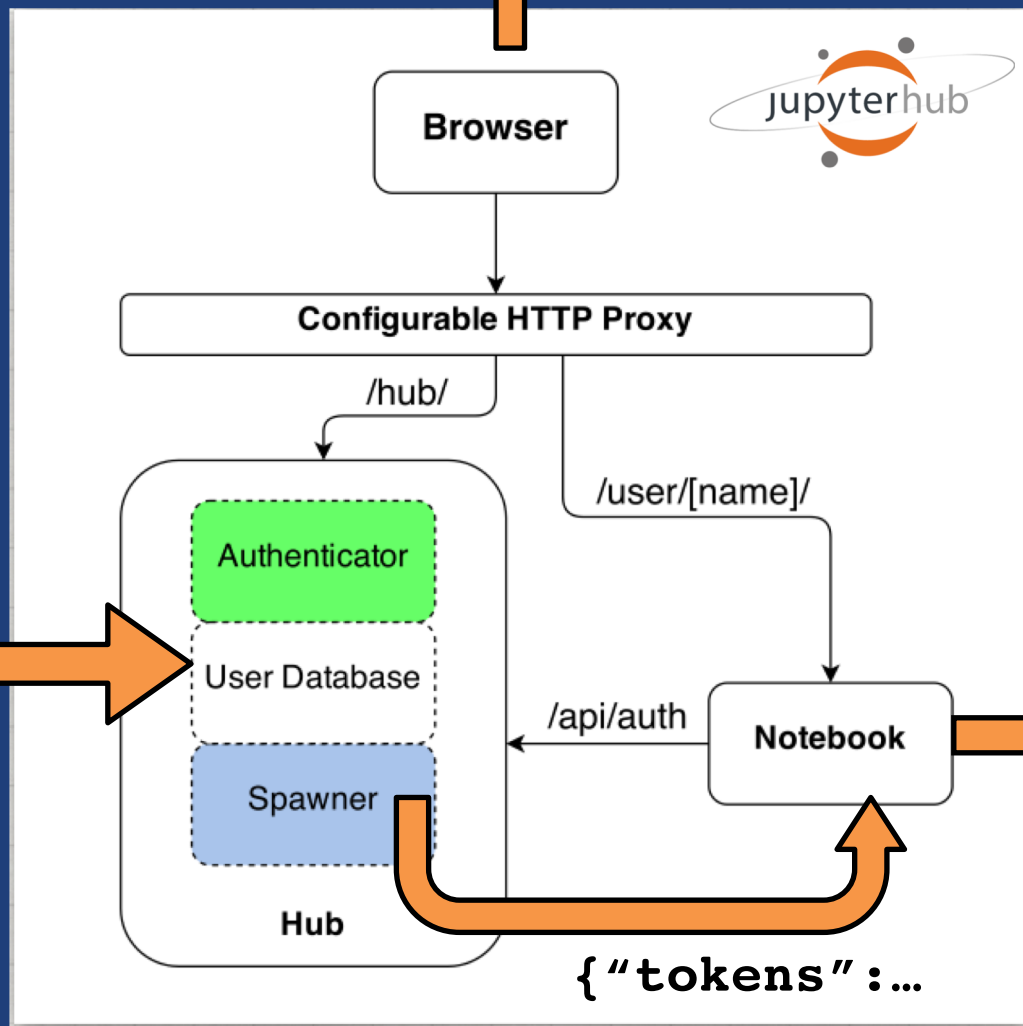 jupyterhub
Browser
Configurable HTTP Proxy
/hub/
/user/[name]/
Authenticator
User Database
/api/auth
Notebook
Spawner
Hub
{“tokens”:…